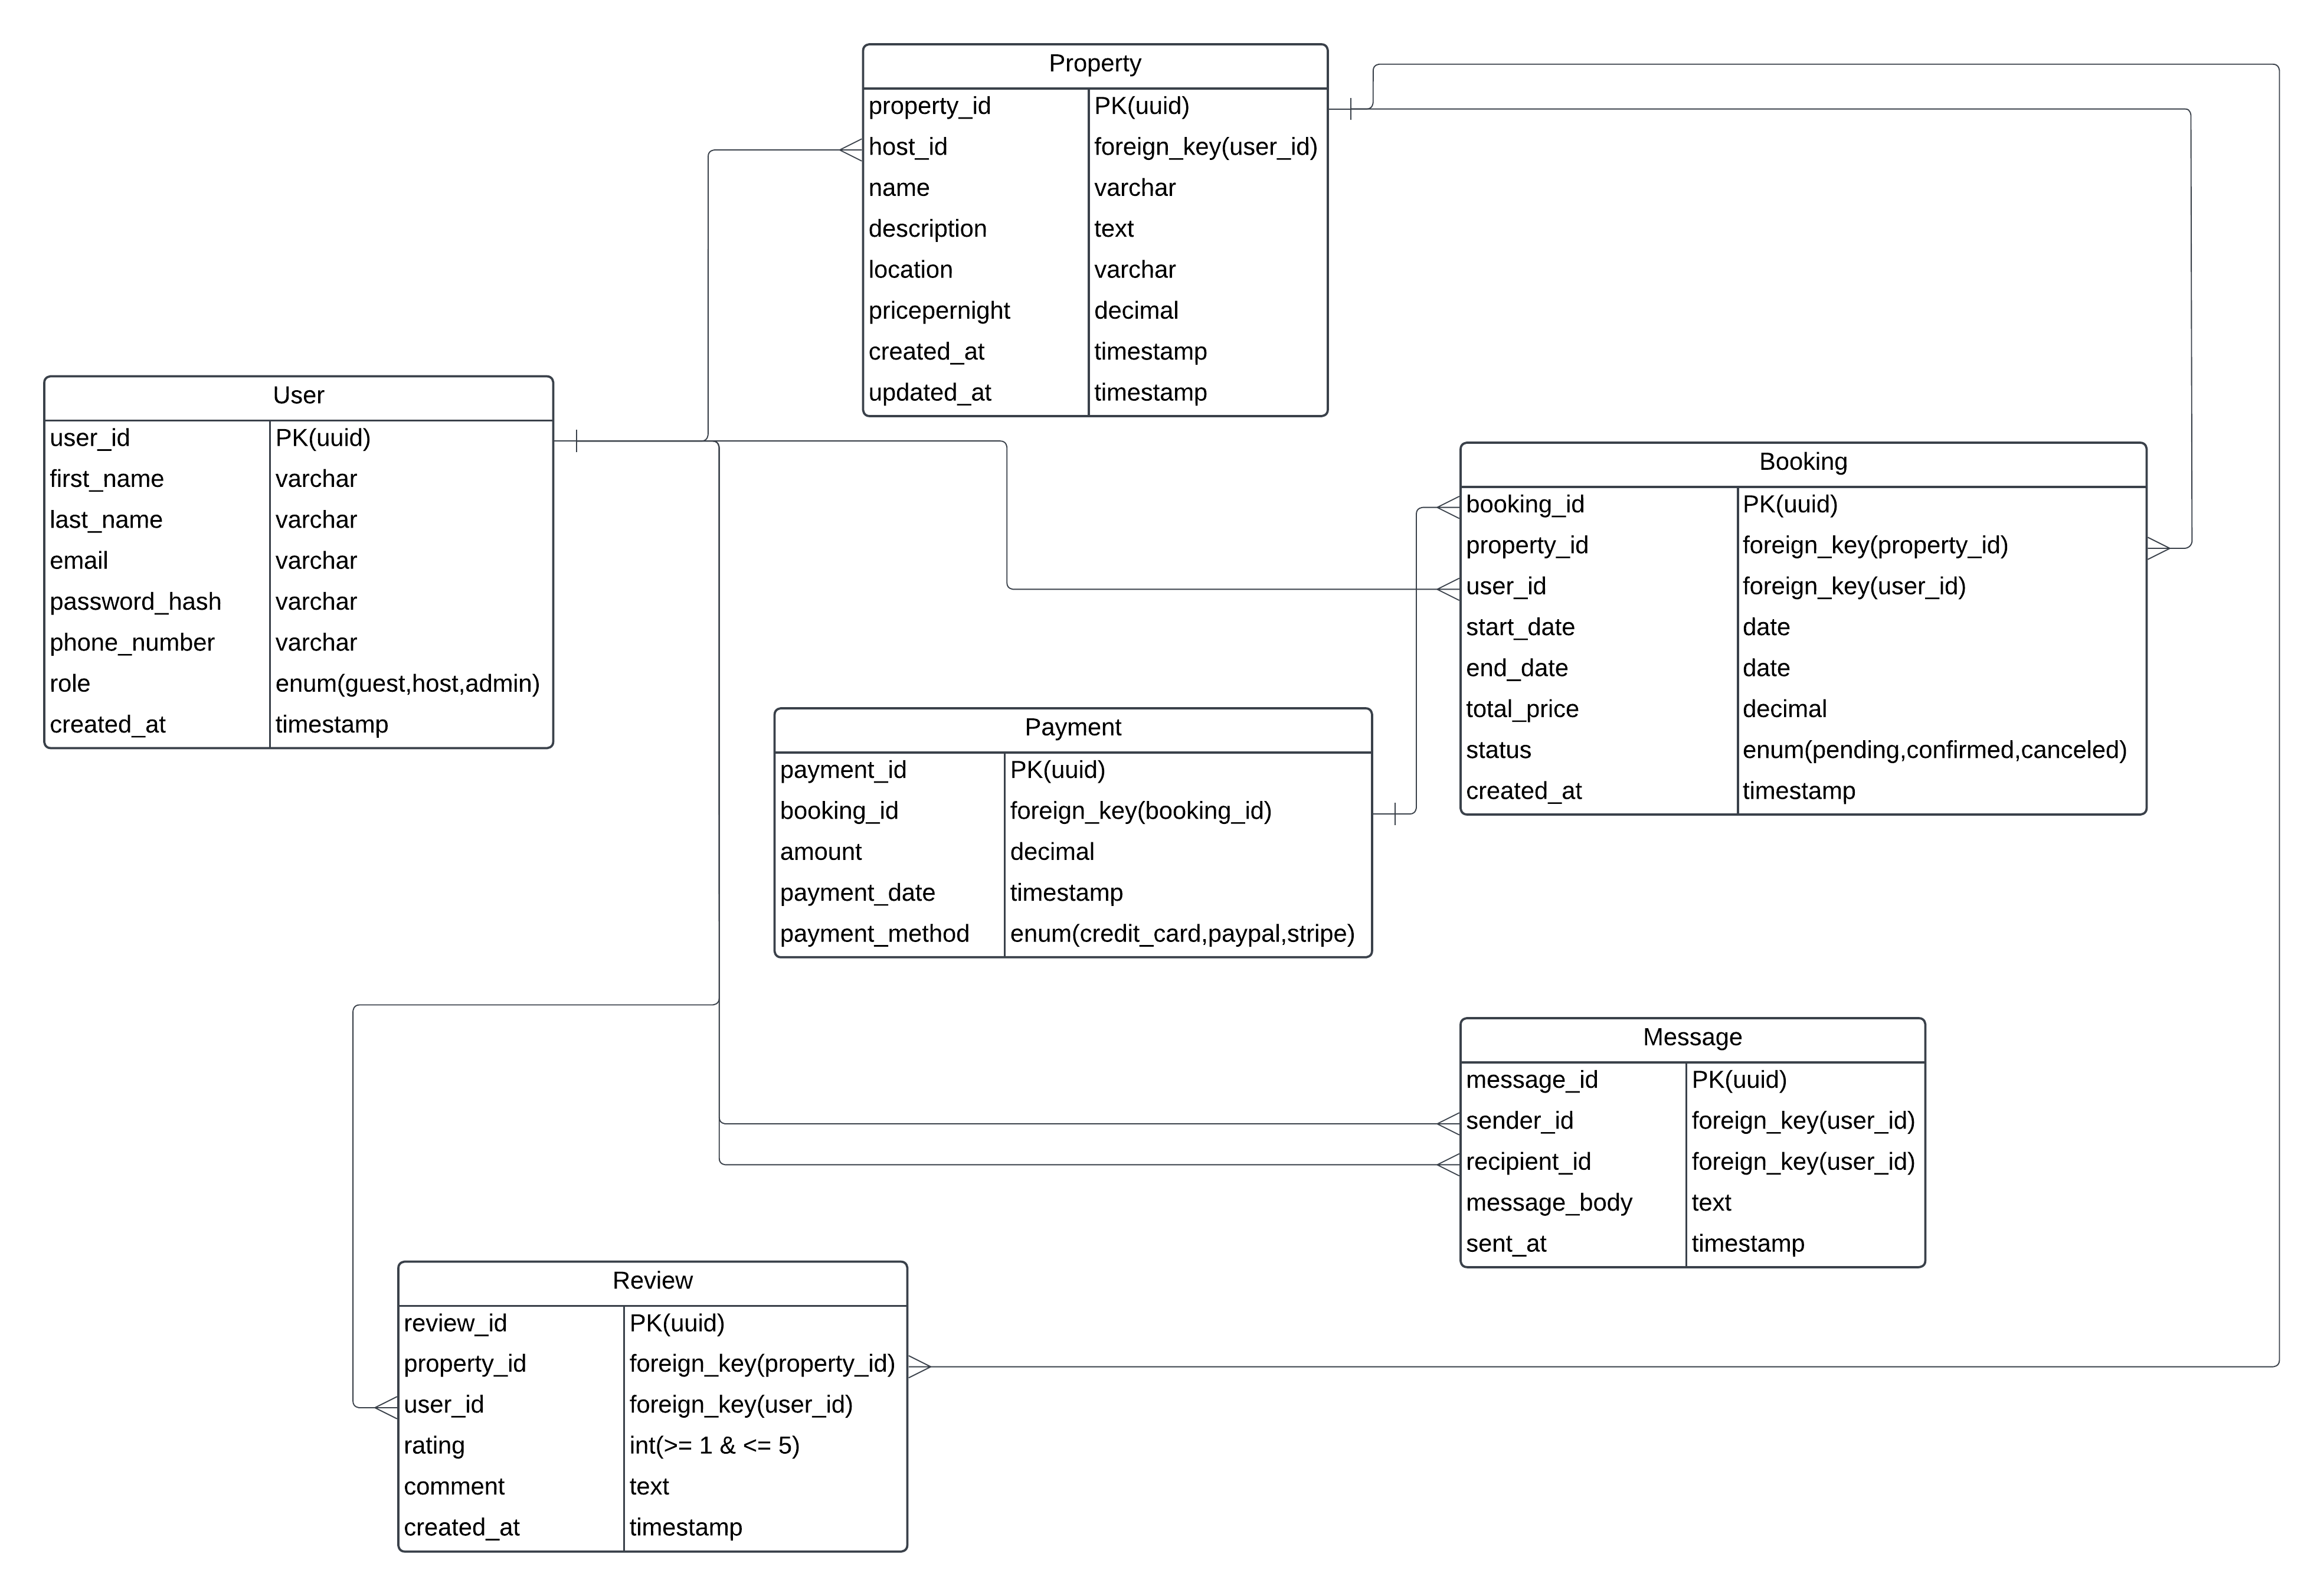 Property
property_id PK(uuid)
host_id foreign_key(user_id)
name varchar
description text
location varchar
pricepernight decimal
created_at timestamp
updated_at timestamp
User
user_id PK(uuid)
first_name varchar
last_name varchar
email varchar
password_hash varchar
phone_number varchar
role enum(guest,host,admin)
created_at timestamp
Booking
booking_id PK(uuid)
property_id foreign_key(property_id)
user_id foreign_key(user_id)
start_date date
end_date date
total_price decimal
status enum(pending,confirmed,canceled)
created_at timestamp
Payment
payment_id PK(uuid)
booking_id foreign_key(booking_id)
amount decimal
payment_date timestamp
payment_method enum(credit_card,paypal,stripe)
Message
message_id PK(uuid)
sender_id foreign_key(user_id)
recipient_id foreign_key(user_id)
message_body text
sent_at timestamp
Review
review_id PK(uuid)
property_id foreign_key(property_id)
user_id foreign_key(user_id)
rating int(>= 1 & <= 5)
comment text
created_at timestamp